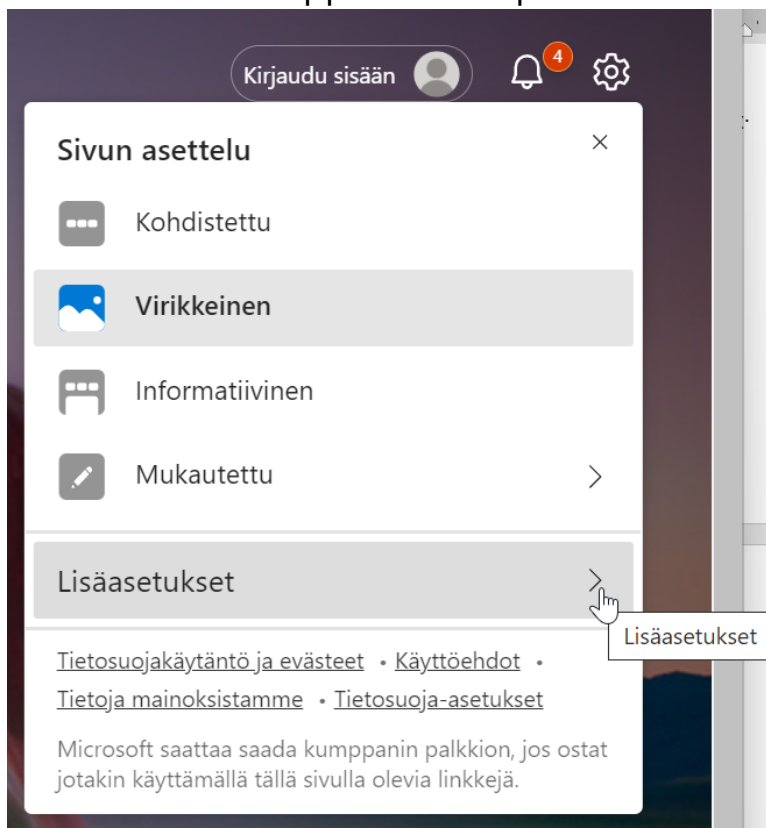 Kirjaudu sisään
4
Sivun asettelu
Kohdistettu
Virikkeinen
Informatiivinen
Mukautettu
Lisäasetukset
Lisäasetukset
Tietosuojakäytäntö ja evästeet • Käyttöehdot •
Tietoja mainoksistamme • Tietosuoja-asetukset
Microsoft saattaa saada kumppanin palkkion, jos ostat
jotakin käyttämällä tällä sivulla olevia linkkejä.